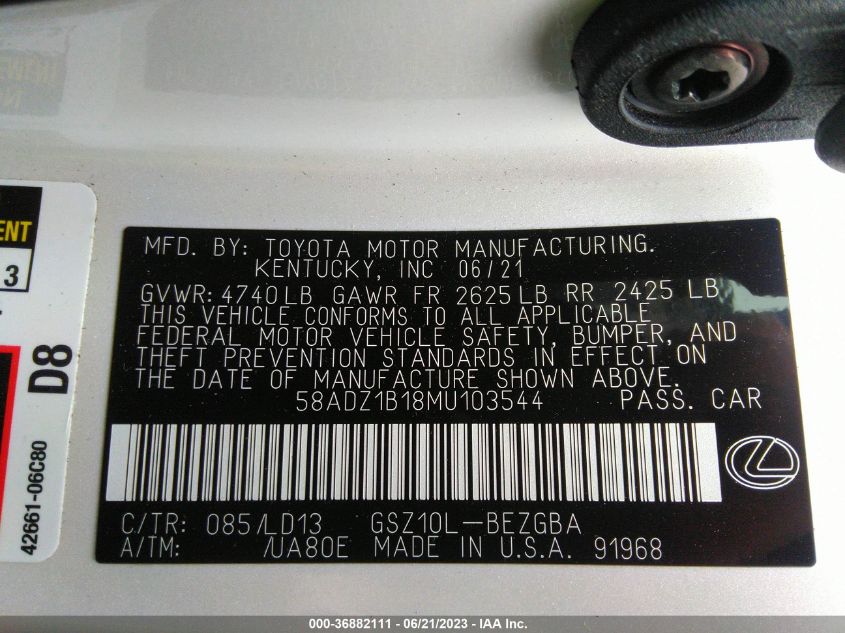 ENT
13
D8
42661-06C80
MFD. BY: TOYOTA MOTOR MANUFACTURING.
KENTUCKY, INC 06/21
GVWR: 4740LB GAWR FR 2625LB RR 2425 LB
THIS VEHICLE CONFORMS TO ALL APPLICABLE
FEDERAL MOTOR VEHICLE SAFETY, BUMPER, AND
THEFT PREVENTION STANDARDS IN EFFECT ON
THE DATE OF MANUFACTURE SHOWN ABOVE.
58ADZ1B18MU103544 PASS. CAR
C/TR: 085/LD13 GSZ10L-BEZGBA
A/TM: /UA80E MADE IN U.S.A. 91968
000-36882111 - 06/21/2023 - IAA Inc.